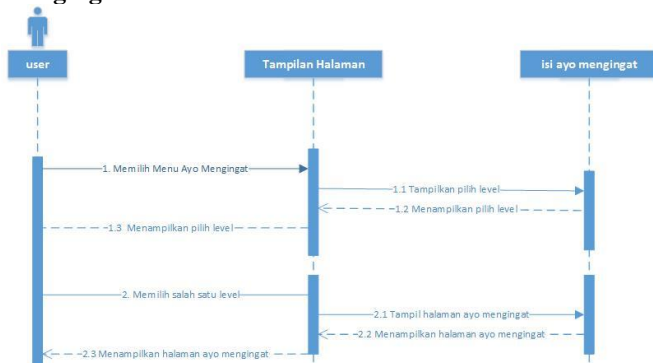 user
Tampilan Halaman
isi ayo mengingat
1. Memilih Menu Ayo Mengingat
1.1 Tampilkan pilih level
1.2 Menampilkan pilih level
1.3 Menampilkan pilih level
2. Memilih salah satu level
2.1 Tampil halaman ayo mengingat
2.2 Menampilkan halaman ayo mengingat
2.3 Menampilkan halaman ayo mengingat